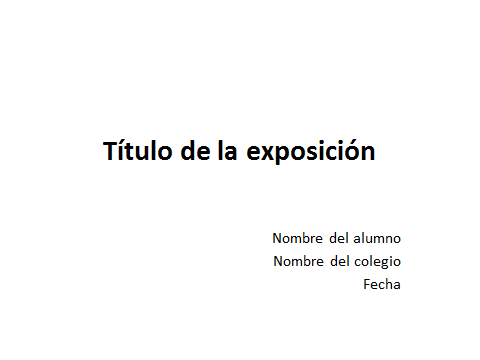 Título de la exposición
Nombre del alumno
Nombre del colegio
Fecha